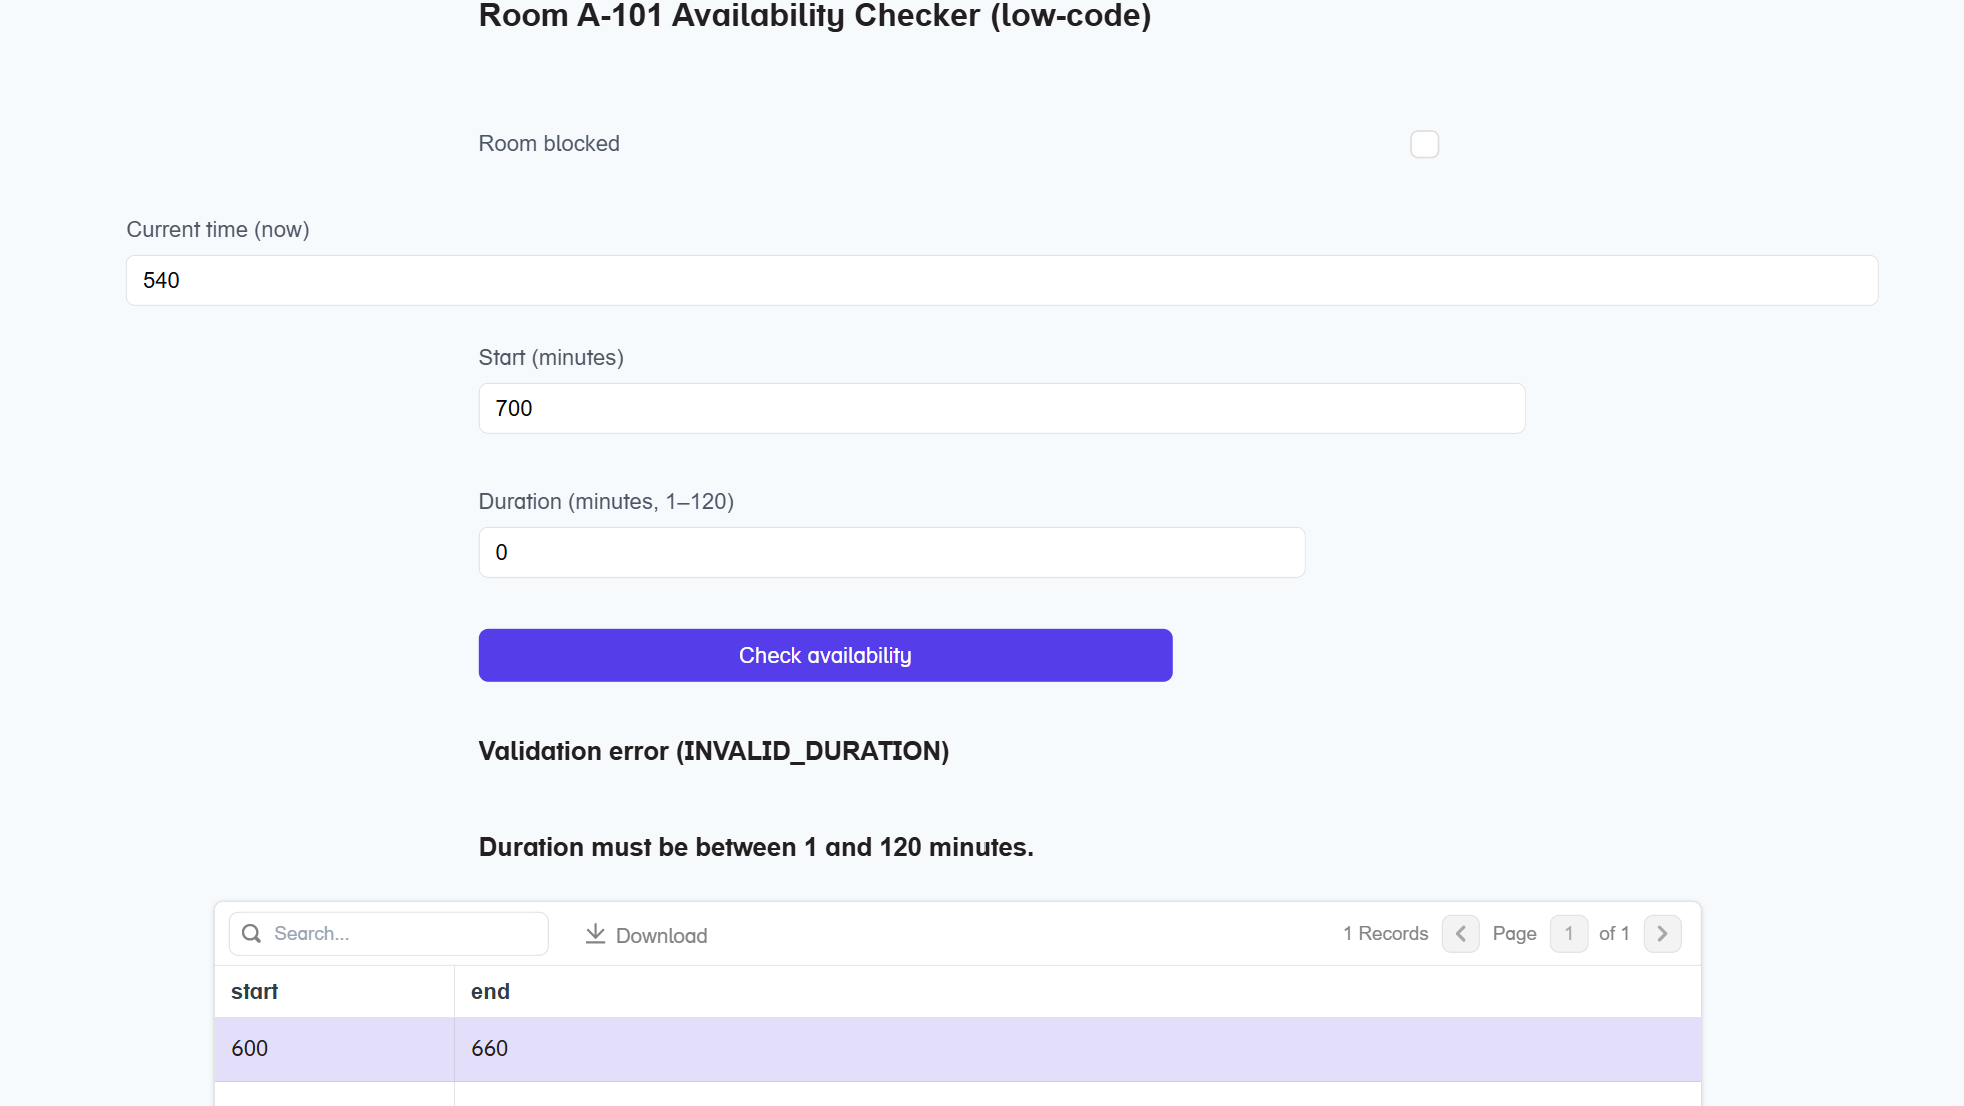 Room A-101 Availability Checker (low-code)
Room blocked
Current time (now)
540
Start (minutes)
700
Duration (minutes, 1–120)
0
Check availability
Validation error (INVALID_DURATION)
Duration must be between 1 and 120 minutes.
Search... Download 1 Records Page 1 of 1
start end
600 660